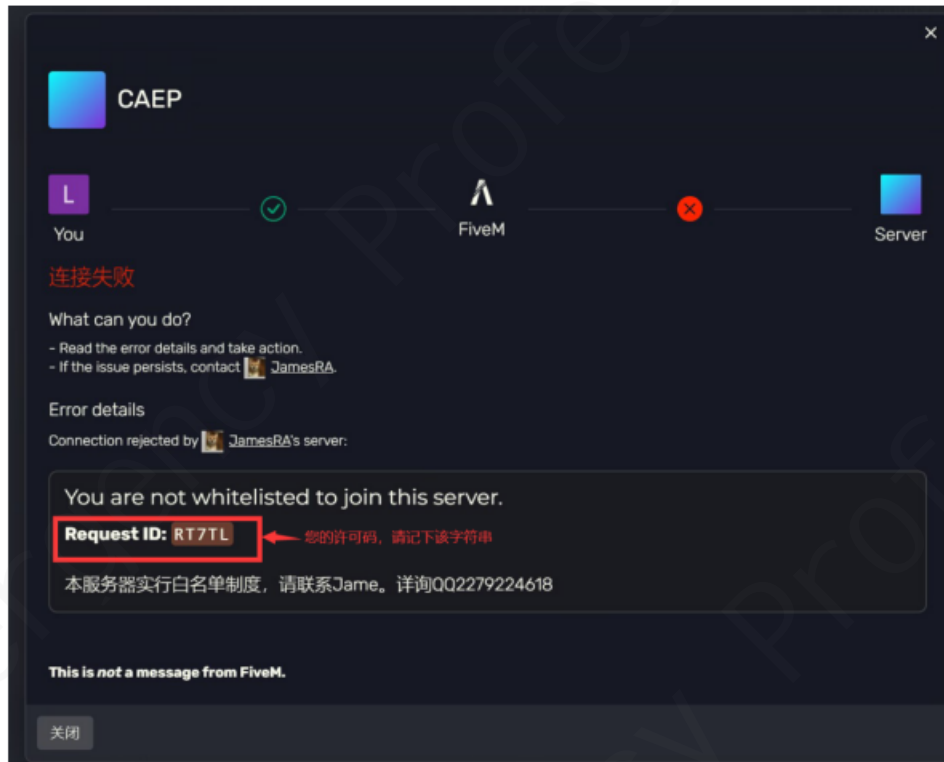 ×
CAEP
L
You
FiveM
Server
连接失败
What can you do?
- Read the error details and take action.
- If the issue persists, contact JamesRA.
Error details
Connection rejected by JamesRA's server:
You are not whitelisted to join this server.
Request ID: RT7TL 您的许可码，请记下该字符串
本服务器实行白名单制度，请联系Jame。详询QQ2279224618
This is not a message from FiveM.
关闭